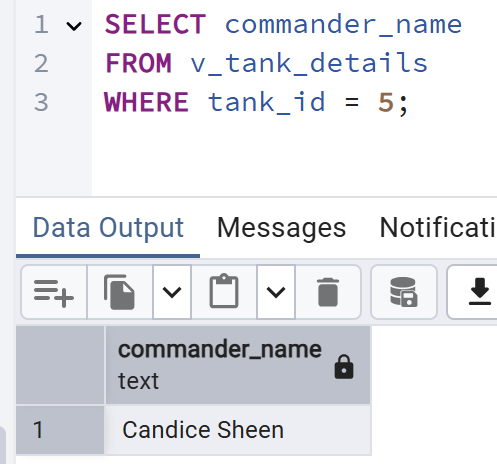 1 SELECT commander_name
2 FROM v_tank_details
3 WHERE tank_id = 5;
Data Output Messages Notificati
commander_name
text
1 Candice Sheen